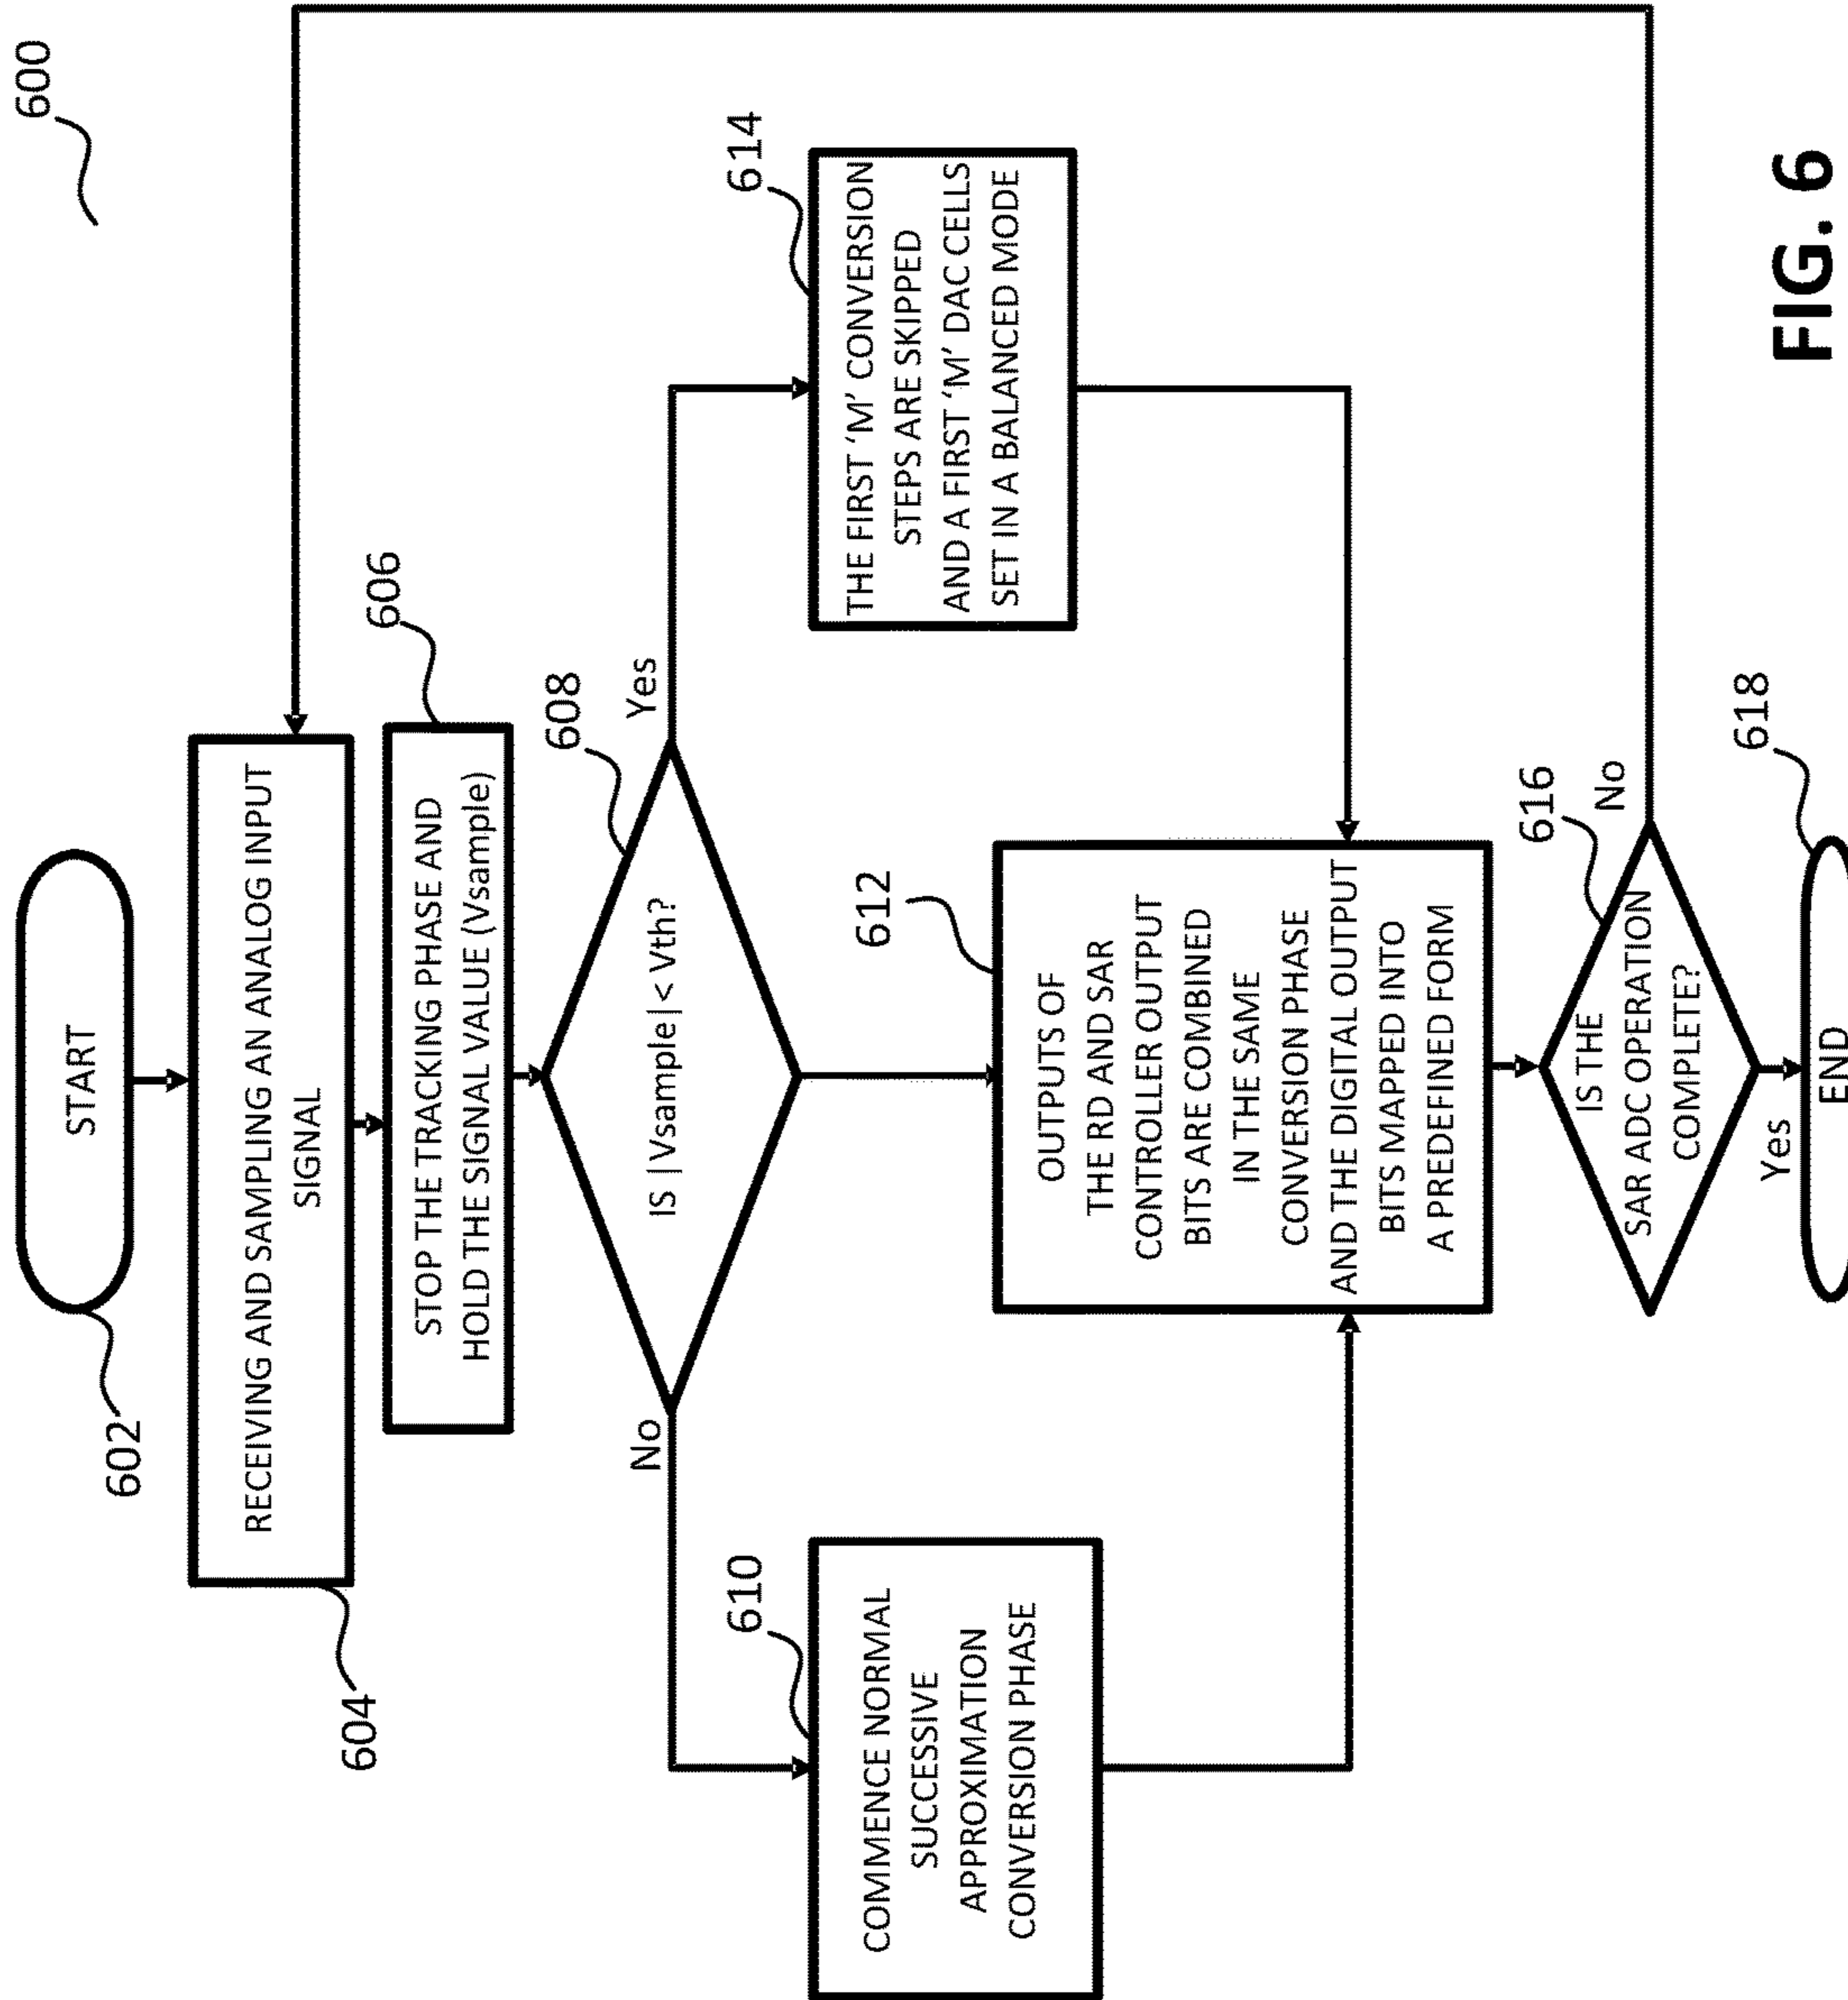 600
START
602
RECEIVING AND SAMPLING AN ANALOG INPUT
SIGNAL
604
STOP THE TRACKING PHASE AND
HOLD THE SIGNAL VALUE (Vsample)
606
608
IS |Vsample|< Vth?
No
Yes
610
COMMENCE NORMAL
SUCCESSIVE
APPROXIMATION
CONVERSION PHASE
612
OUTPUTS OF
THE RD AND SAR
CONTROLLER OUTPUT
BITS ARE COMBINED
IN THE SAME
CONVERSION PHASE
AND THE DIGITAL OUTPUT
BITS MAPPED INTO
A PREDEFINED FORM
614
THE FIRST ‘M’ CONVERSION
STEPS ARE SKIPPED
AND A FIRST ‘M’ DAC CELLS
SET IN A BALANCED MODE
616
IS THE
SAR ADC OPERATION
COMPLETE?
No
Yes
618
END
FIG. 6